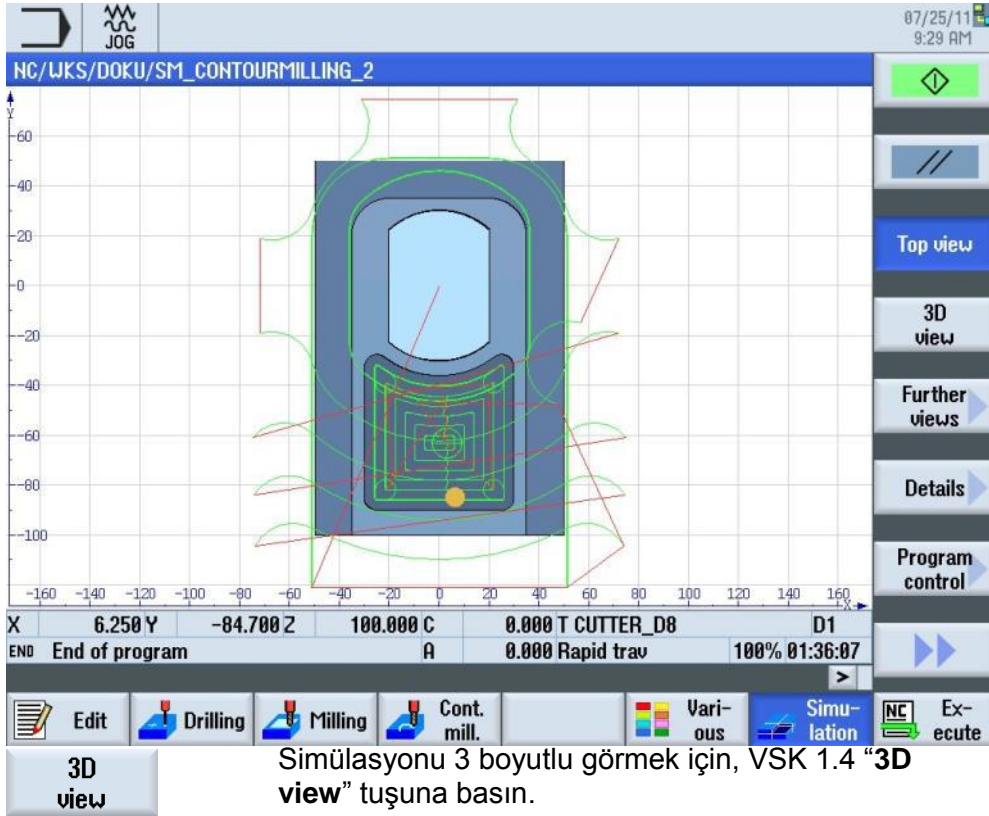 JOG
07/25/11
9:29 AM
NC/WKS/DOKU/SM_CONTOURMILLING_2
Y
-60
-40
-20
-0
--20
--40
--60
--80
--100
-160 -140 -120 -100 -80 -60 -40 -20 0 20 40 60 80 100 120 140 160
X
Top view
3D
view
Further
views
Details
Program
control
X 6.250 Y -84.700 Z 100.000 C 0.000 T CUTTER_D8 D1
END End of program A 0.000 Rapid trav 100% 01:36:07
>
Edit
Drilling
Milling
Cont.
mill.
Vari-
ous
Simu-
lation
NC
Ex-
ecute
3D
view
Simülasyonu 3 boyutlu görmek için, VSK 1.4 “3D
view” tuşuna basın.